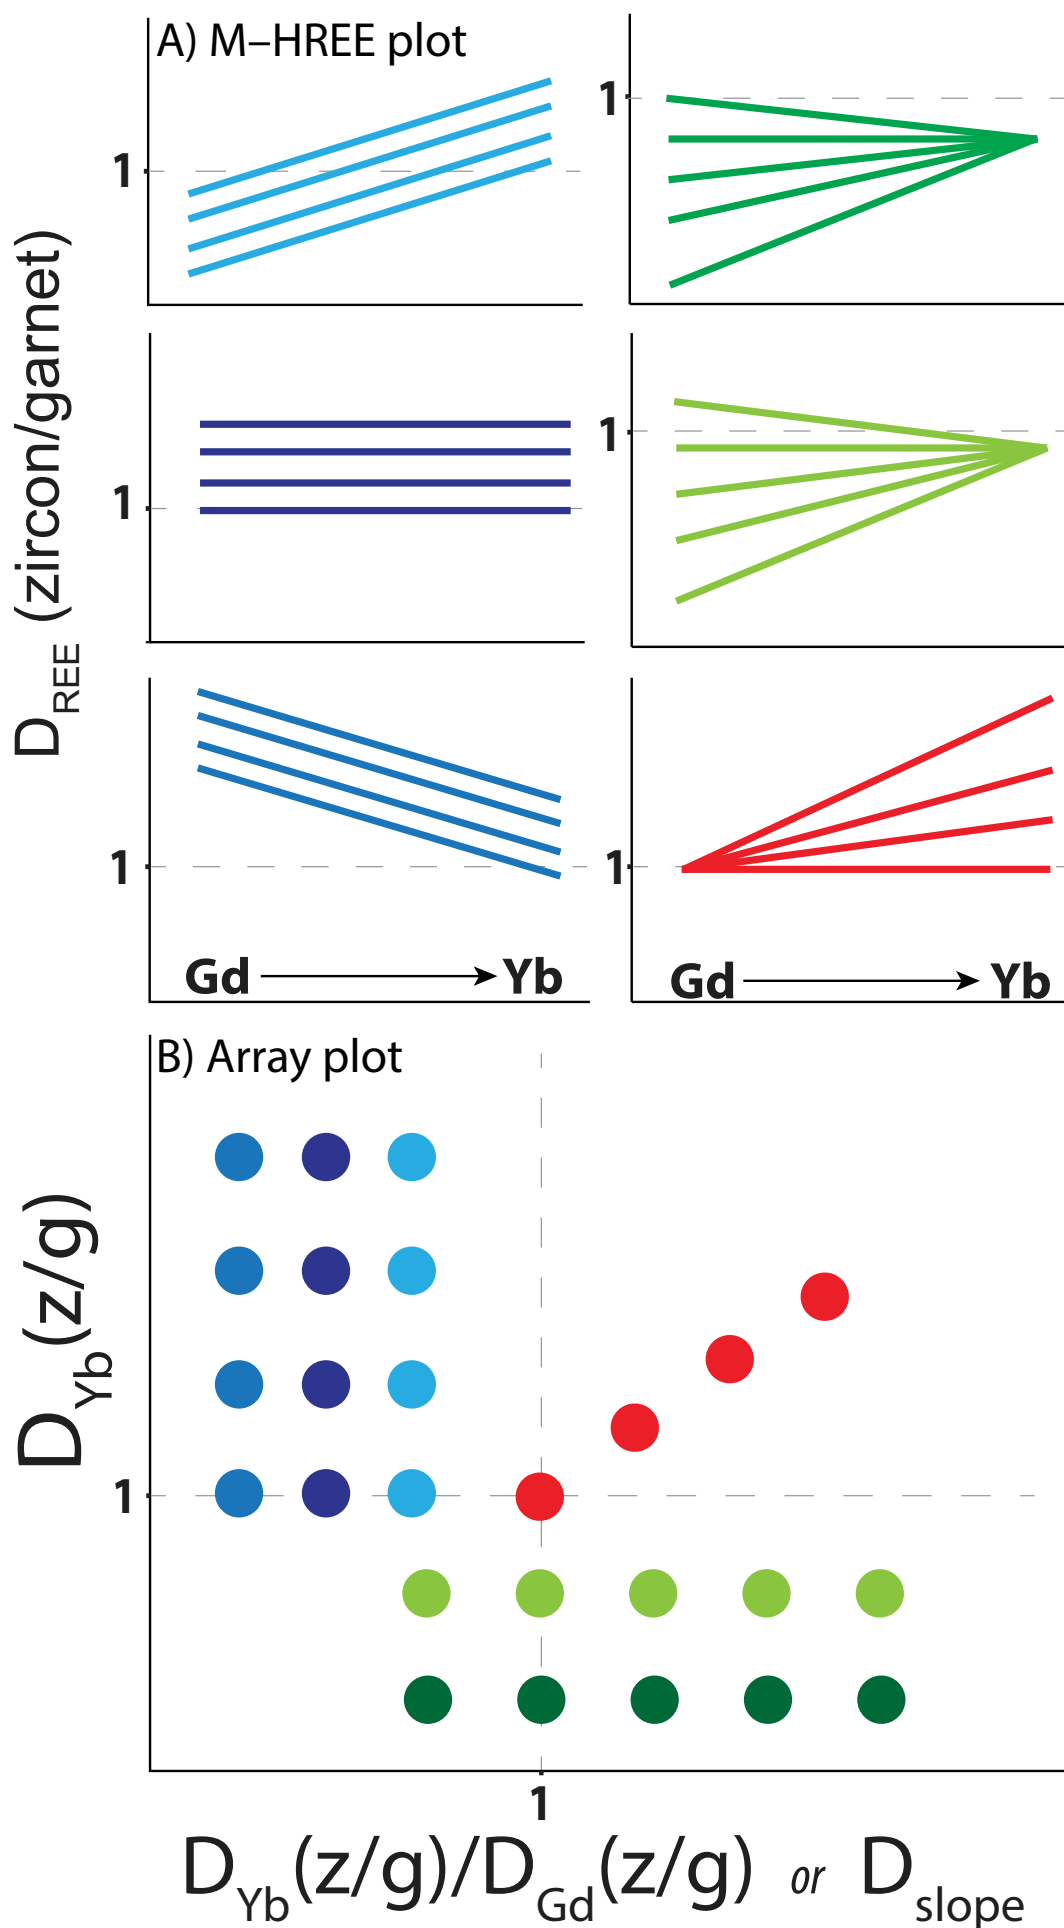 A) M–HREE plot
1
1
D_REE (zircon/garnet)
1
1
1
1
Gd Yb
Gd Yb
B) Array plot
D_Yb(z/g)
1
1
D_Yb(z/g)/D_Gd(z/g) or D_slope